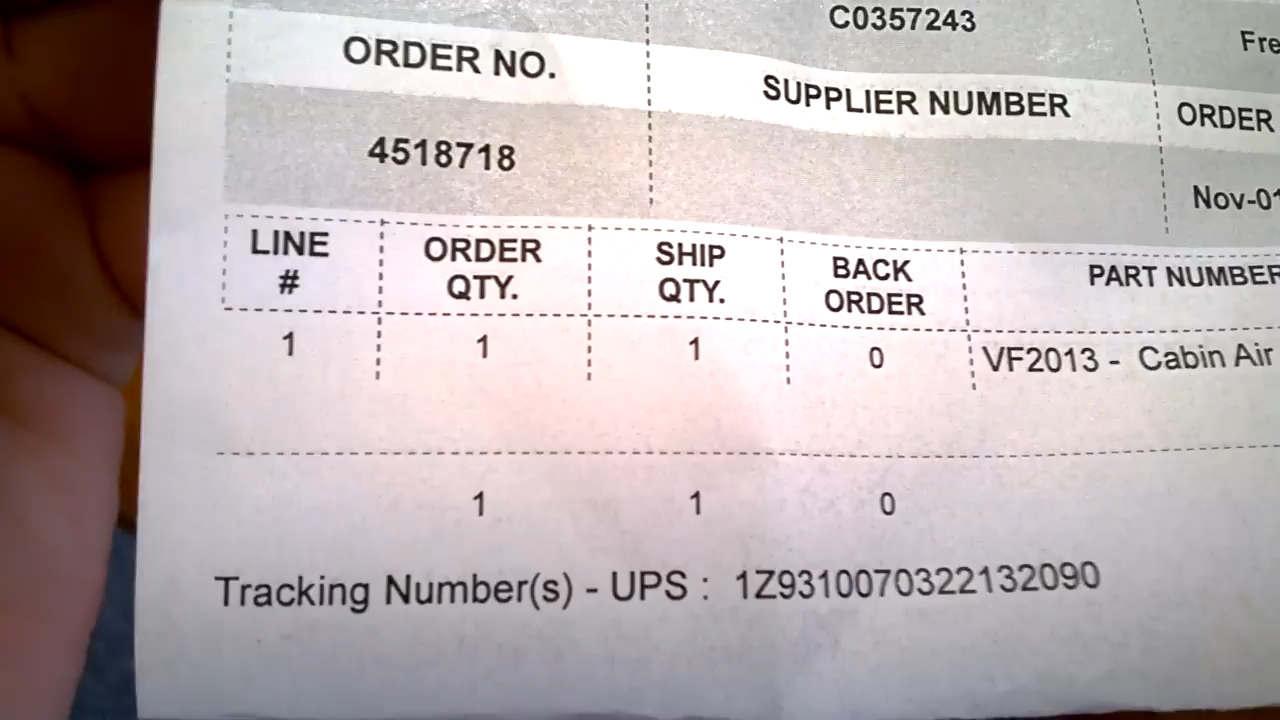 C0357243 Fre
ORDER NO. SUPPLIER NUMBER ORDER
4518718 Nov-01
LINE # ORDER QTY. SHIP QTY. BACK ORDER PART NUMBER
1 1 1 0 VF2013 - Cabin Air
1 1 0
Tracking Number(s) - UPS : 1Z9310070322132090